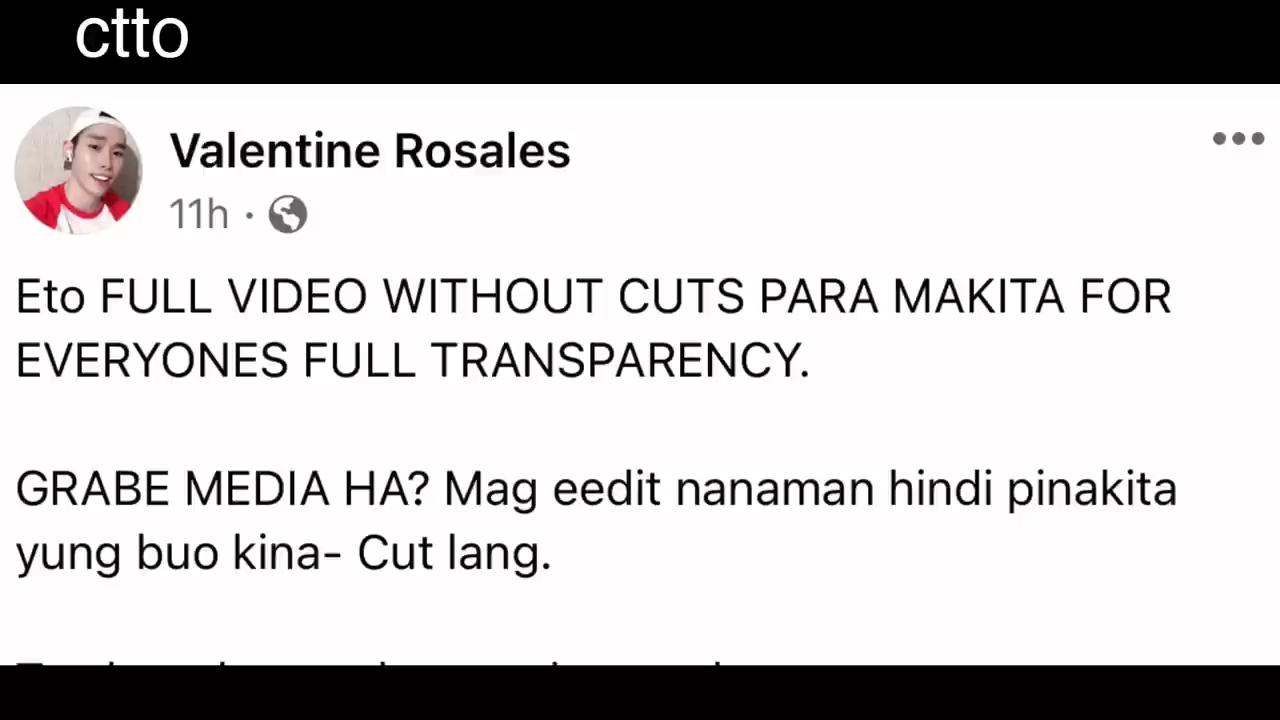 ctto
Valentine Rosales
11h ·
Eto FULL VIDEO WITHOUT CUTS PARA MAKITA FOR
EVERYONES FULL TRANSPARENCY.
GRABE MEDIA HA? Mag eedit nanaman hindi pinakita
yung buo kina- Cut lang.